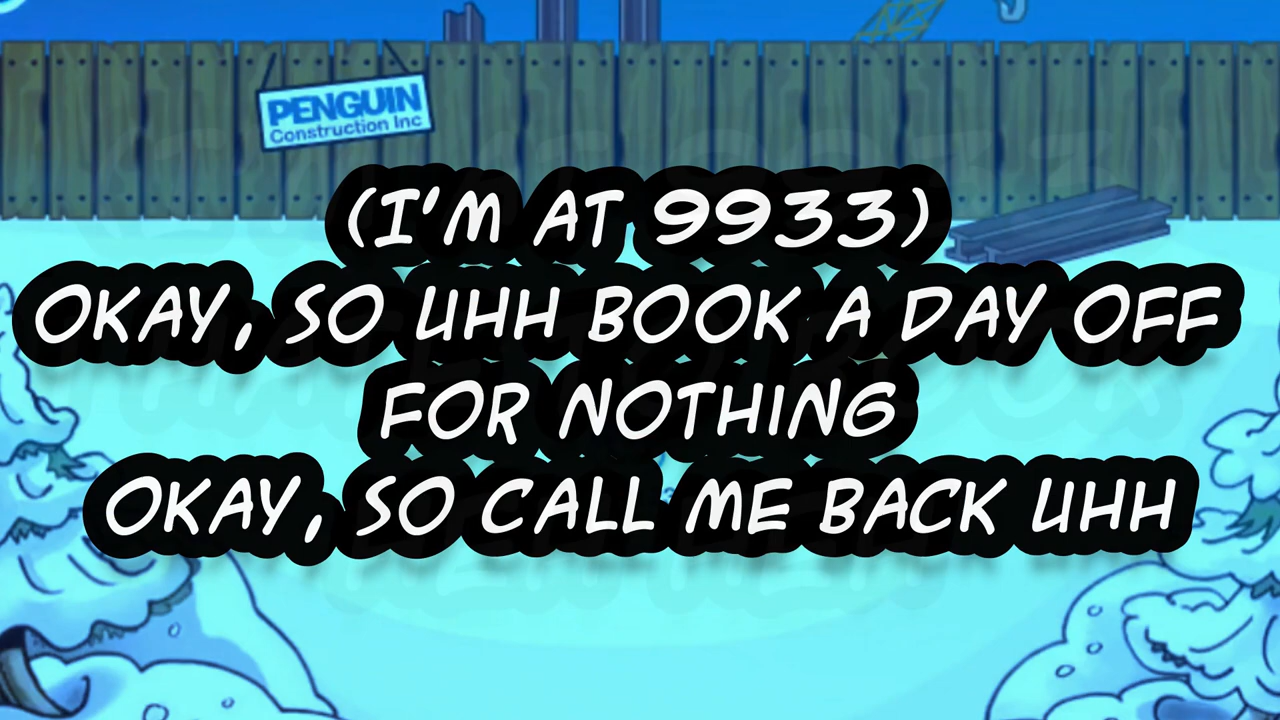 PENGUIN
Construction Inc
(I'M AT 9933)
OKAY, SO UHH BOOK A DAY OFF
FOR NOTHING
OKAY, SO CALL ME BACK UHH